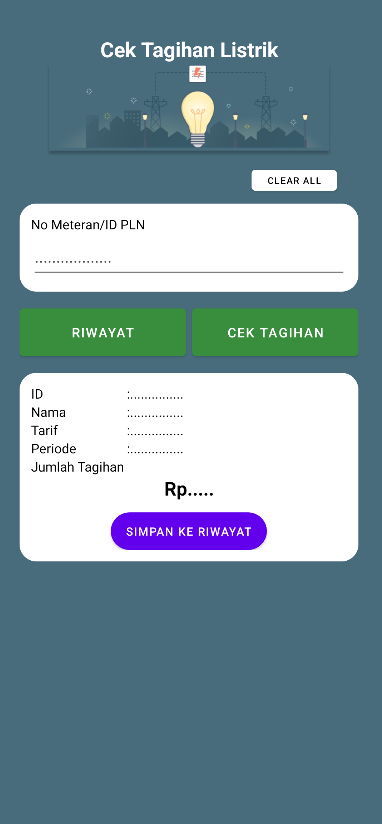 Cek Tagihan Listrik
CLEAR ALL
No Meteran/ID PLN
..................
RIWAYAT
CEK TAGIHAN
ID :...............
Nama :...............
Tarif :...............
Periode :...............
Jumlah Tagihan
Rp.....
SIMPAN KE RIWAYAT